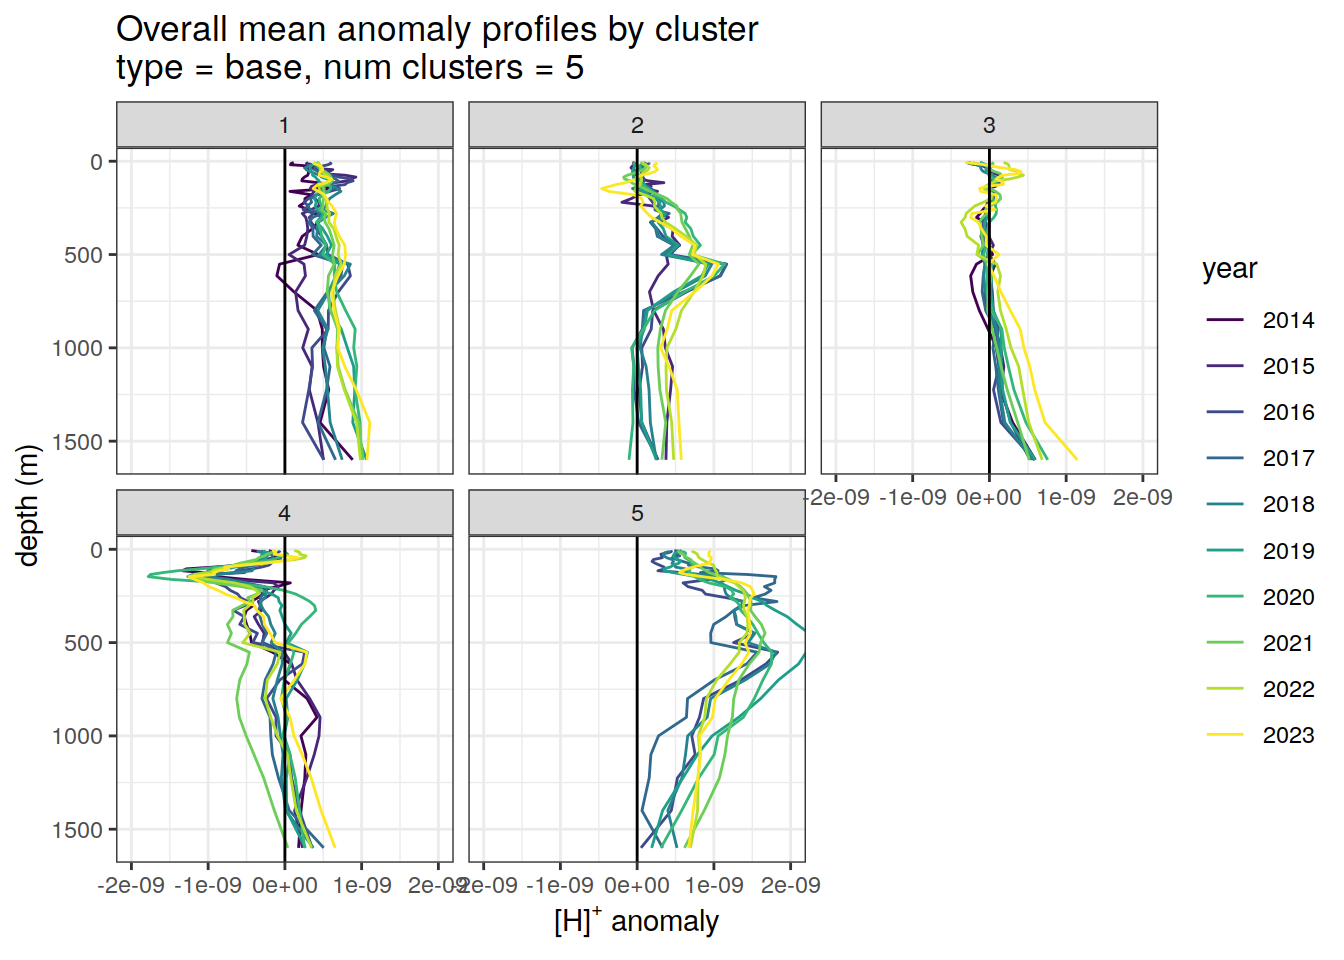 Overall mean anomaly profiles by cluster
type = base, num clusters = 5
1
2
3
0
500
1000
1500
-2e-09 -1e-09 0e+00 1e-09 2e-09
4
5
0
500
1000
1500
-2e-09 -1e-09 0e+00 1e-09 2e-09
-2e-09 -1e-09 0e+00 1e-09 2e-09
depth (m)
[H]⁺ anomaly
year
2014
2015
2016
2017
2018
2019
2020
2021
2022
2023